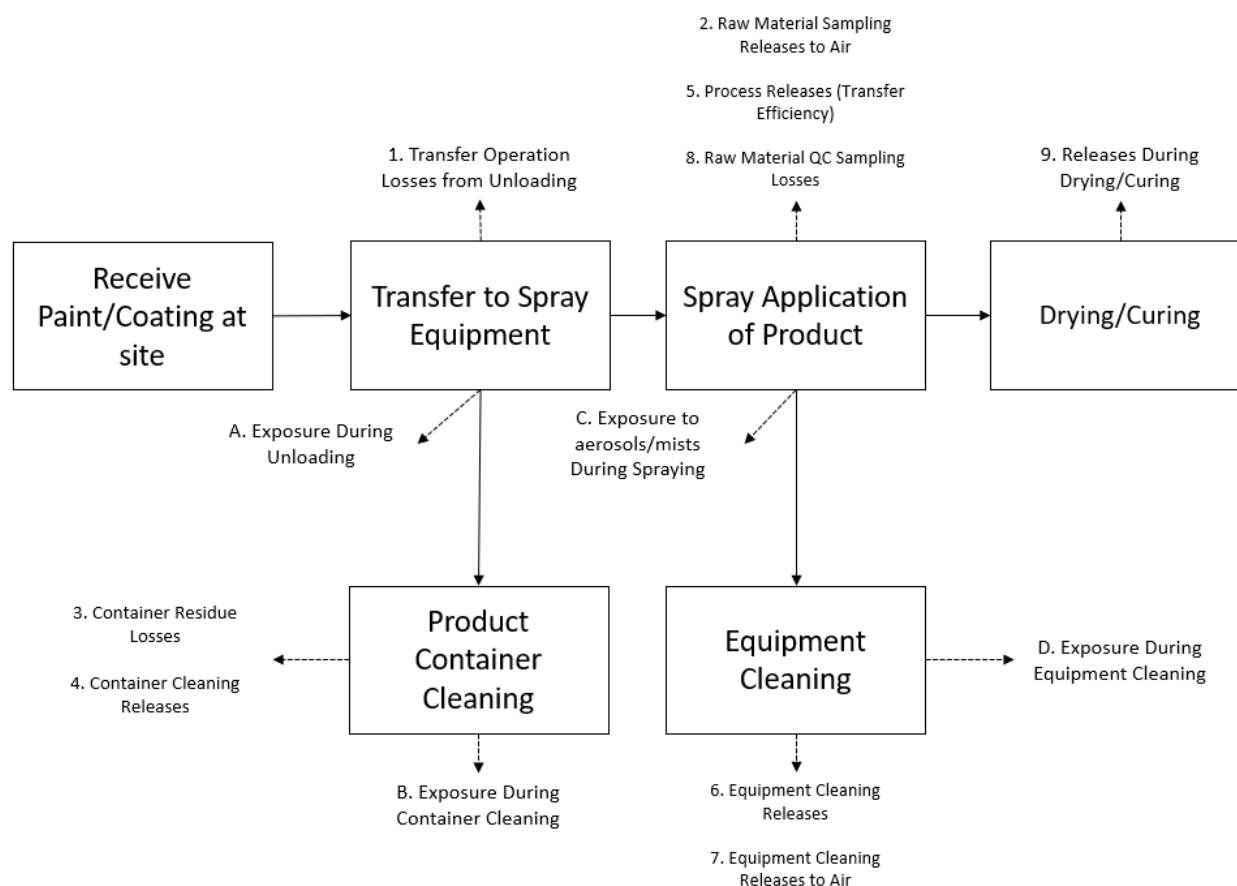 2. Raw Material Sampling
Releases to Air
5. Process Releases (Transfer
Efficiency)
8. Raw Material QC Sampling
Losses
1. Transfer Operation
Losses from Unloading
9. Releases During
Drying/Curing
Receive
Paint/Coating at
site
Transfer to Spray
Equipment
Spray Application
of Product
Drying/Curing
A. Exposure During
Unloading
C. Exposure to
aerosols/mists
During Spraying
3. Container Residue
Losses
4. Container Cleaning
Releases
Product
Container
Cleaning
Equipment
Cleaning
D. Exposure During
Equipment Cleaning
B. Exposure During
Container Cleaning
6. Equipment Cleaning
Releases
7. Equipment Cleaning
Releases to Air